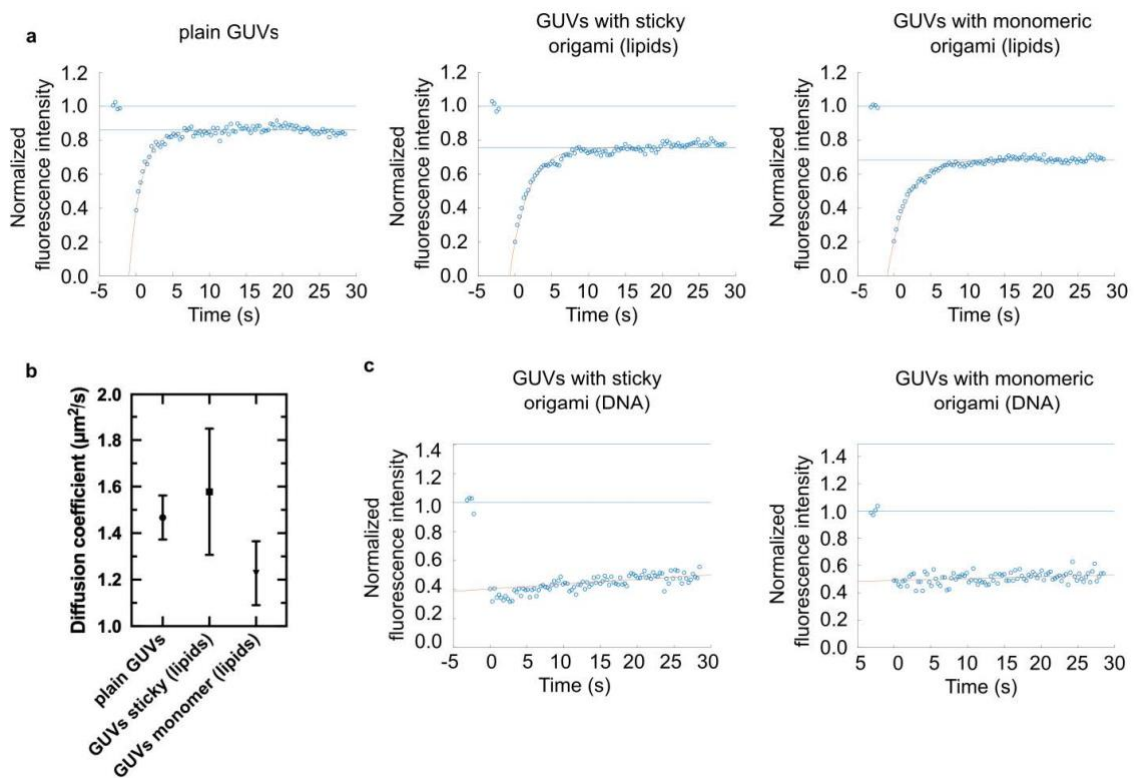 a
plain GUVs
GUVs with sticky
origami (lipids)
GUVs with monomeric
origami (lipids)
Normalized
fluorescence intensity
1.2
1.0
0.8
0.6
0.4
0.2
0.0
-5 0 5 10 15 20 25 30
Time (s)
Normalized
fluorescence intensity
1.2
1.0
0.8
0.6
0.4
0.2
0.0
-5 0 5 10 15 20 25 30
Time (s)
Normalized
fluorescence intensity
1.2
1.0
0.8
0.6
0.4
0.2
0.0
-5 0 5 10 15 20 25 30
Time (s)
b
Diffusion coefficient (µm²/s)
2.0
1.8
1.6
1.4
1.2
1.0
plain GUVs
GUVs sticky (lipids)
GUVs monomer (lipids)
c
GUVs with sticky
origami (DNA)
GUVs with monomeric
origami (DNA)
Normalized
fluorescence intensity
1.4
1.2
1.0
0.8
0.6
0.4
0.2
0.0
-5 0 5 10 15 20 25 30
Time (s)
Normalized
fluorescence intensity
1.4
1.2
1.0
0.8
0.6
0.4
0.2
0.0
5 0 5 10 15 20 25 30
Time (s)